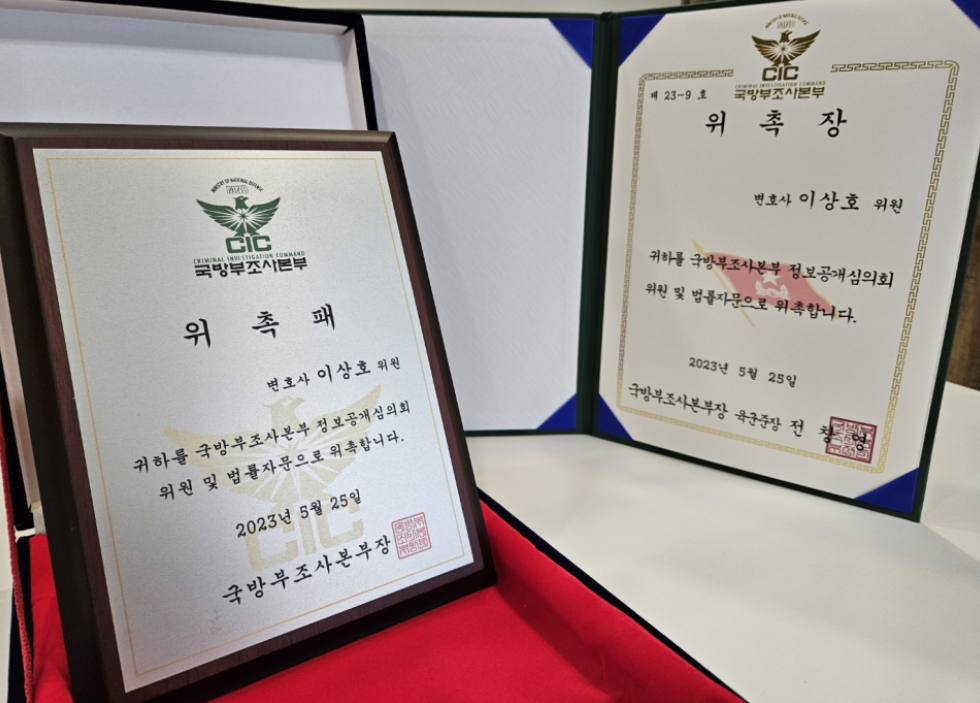 MINISTRY OF NATIONAL DEFENSE
CIC
CRIMINAL INVESTIGATION COMMAND
국방부조사본부
위 촉 패
변호사 이상호 위원
귀하를 국방부조사본부 정보공개심의회
위원 및 법률자문으로 위촉합니다.
2023년 5월 25일
국방부조사본부장
CIC
MINISTRY OF NATIONAL DEFENSE
CIC
CRIMINAL INVESTIGATION COMMAND
국방부조사본부
제 23-9 호
위 촉 장
변호사 이상호 위원
귀하를 국방부조사본부 정보공개심의회
위원 및 법률자문으로 위촉합니다.
2023년 5월 25일
국방부조사본부장 육군준장 전 창 영